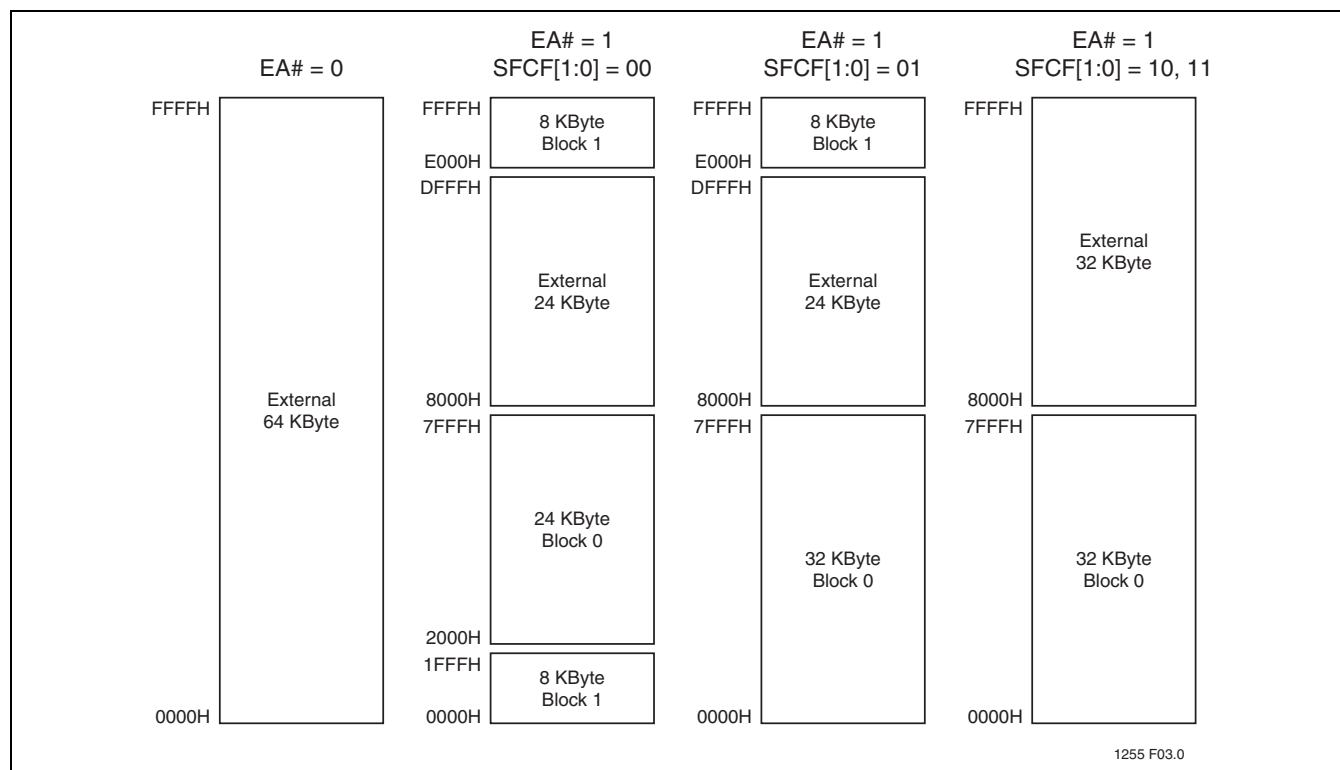 EA# = 0
FFFFH
External
64 KByte
0000H
EA# = 1
SFCF[1:0] = 00
FFFFH
8 KByte
Block 1
E000H
DFFFH
External
24 KByte
8000H
7FFFH
24 KByte
Block 0
2000H
1FFFH
8 KByte
Block 1
0000H
EA# = 1
SFCF[1:0] = 01
FFFFH
8 KByte
Block 1
E000H
DFFFH
External
24 KByte
8000H
7FFFH
32 KByte
Block 0
0000H
EA# = 1
SFCF[1:0] = 10, 11
FFFFH
External
32 KByte
8000H
7FFFH
32 KByte
Block 0
0000H
1255 F03.0